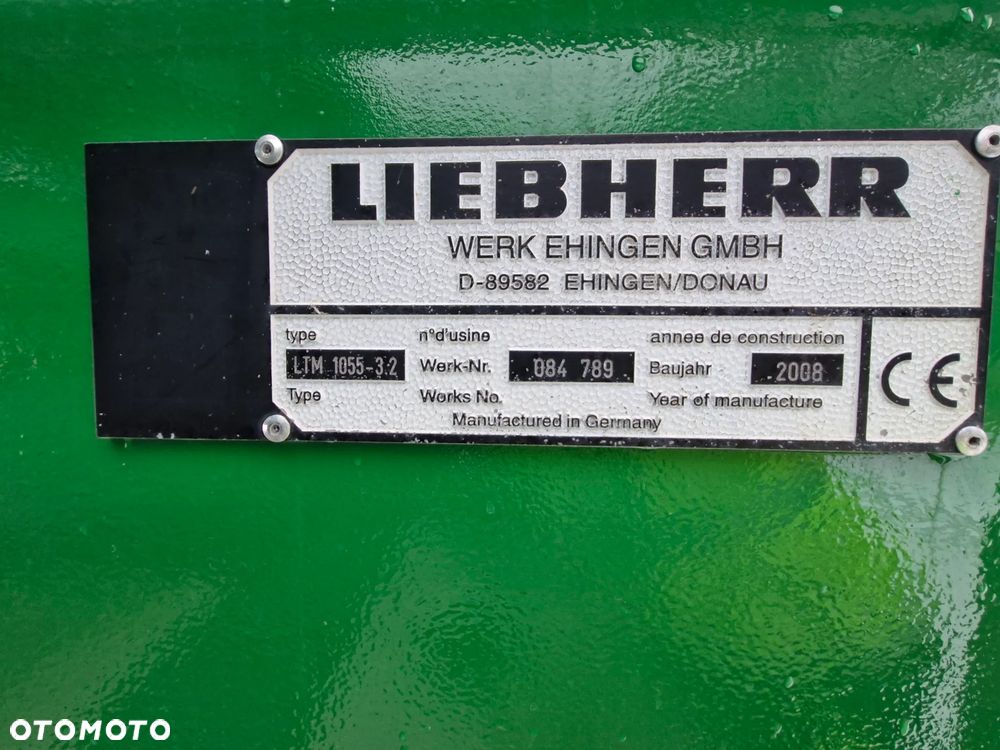 LIEBHERR
WERK EHINGEN GMBH
D-89582 EHINGEN/DONAU
type n°d'usine annee de construction
LTM 1055-3.2 Werk-Nr. 084 789 Baujahr 2008
Type Works No. Year of manufacture
Manufactured in Germany
CE
OTOMOTO